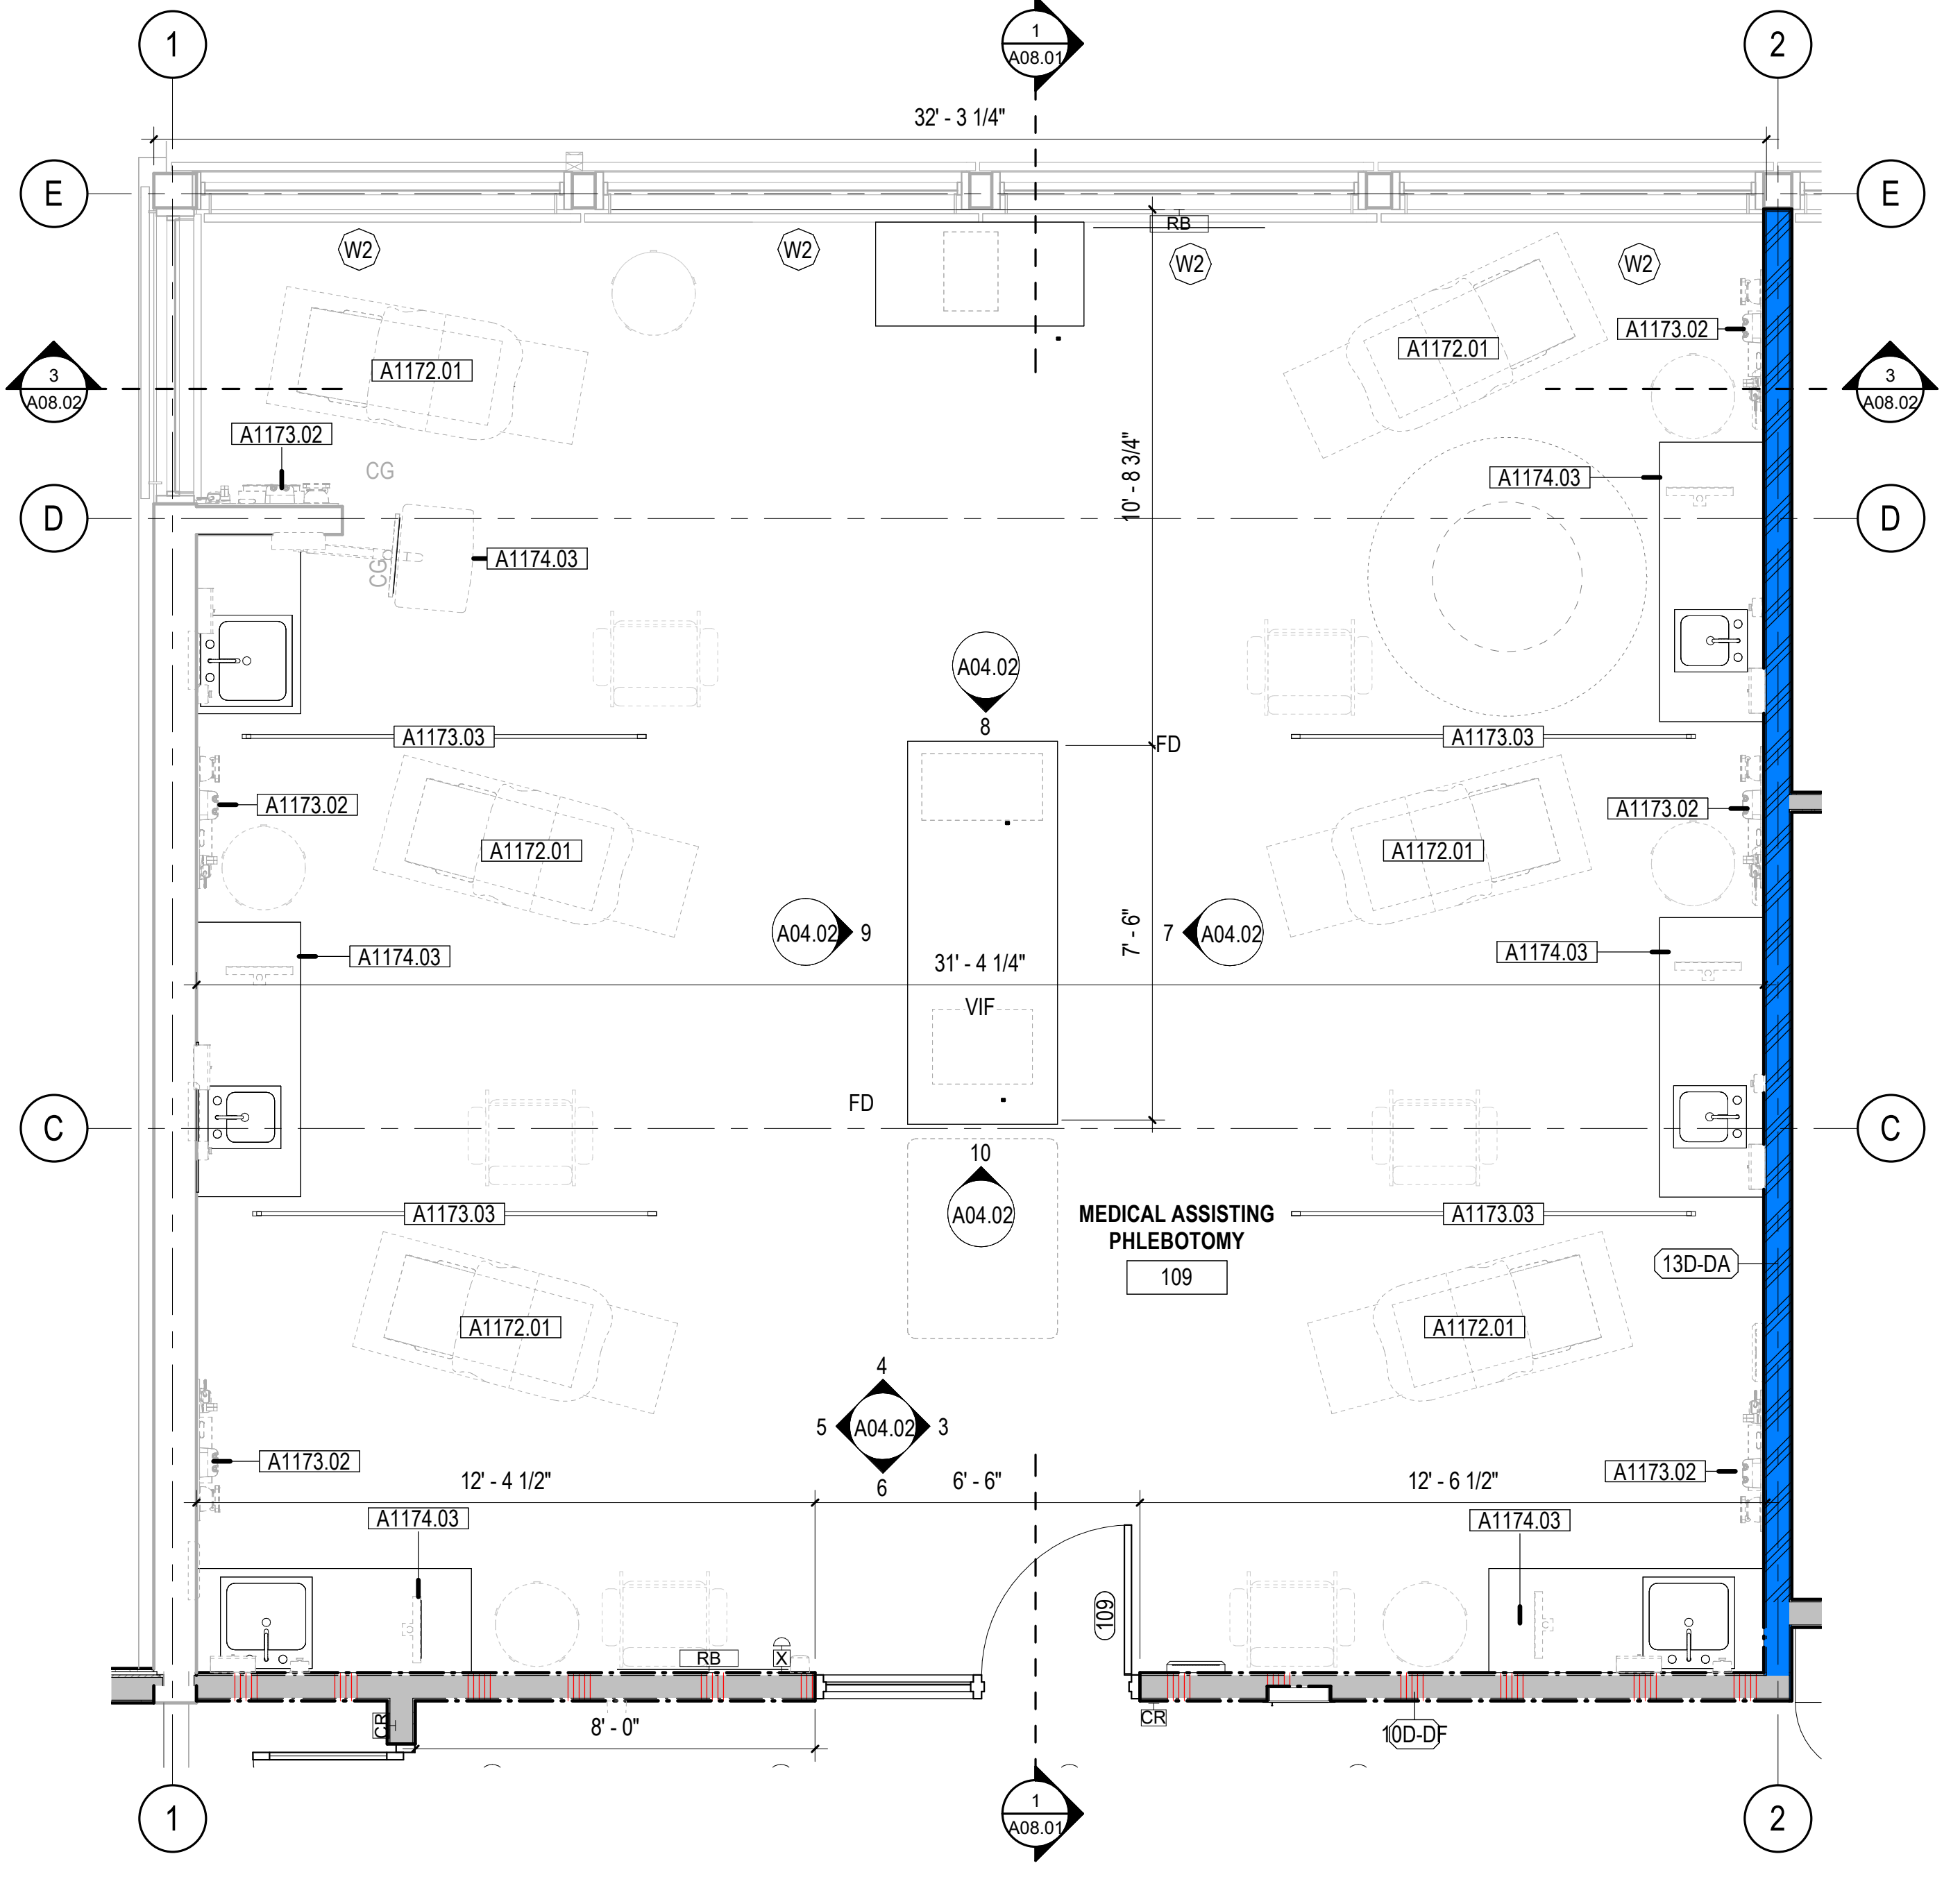 1
1
A08.01
2
32' - 3 1/4"
E
E
RB
W2
W2
W2
W2
A1173.02
A1172.01
A1172.01
3
A08.02
3
A08.02
A1173.02
CG
A1174.03
10' - 8 3/4"
D
D
A1174.03
CG
A04.02
8
A1173.03
A1173.03
FD
A1173.02
A1173.02
A1172.01
A1172.01
A04.02
9
7
A04.02
7' - 6"
A1174.03
A1174.03
31' - 4 1/4"
VIF
FD
C
C
10
A04.02
A1173.03
A1173.03
MEDICAL ASSISTING
PHLEBOTOMY
109
13D-DA
A1172.01
A1172.01
4
5
A04.02
3
6
A1173.02
A1173.02
12' - 4 1/2"
6' - 6"
12' - 6 1/2"
A1174.03
A1174.03
109
RB
X
CR
8' - 0"
CR
10D-DF
1
1
A08.01
2